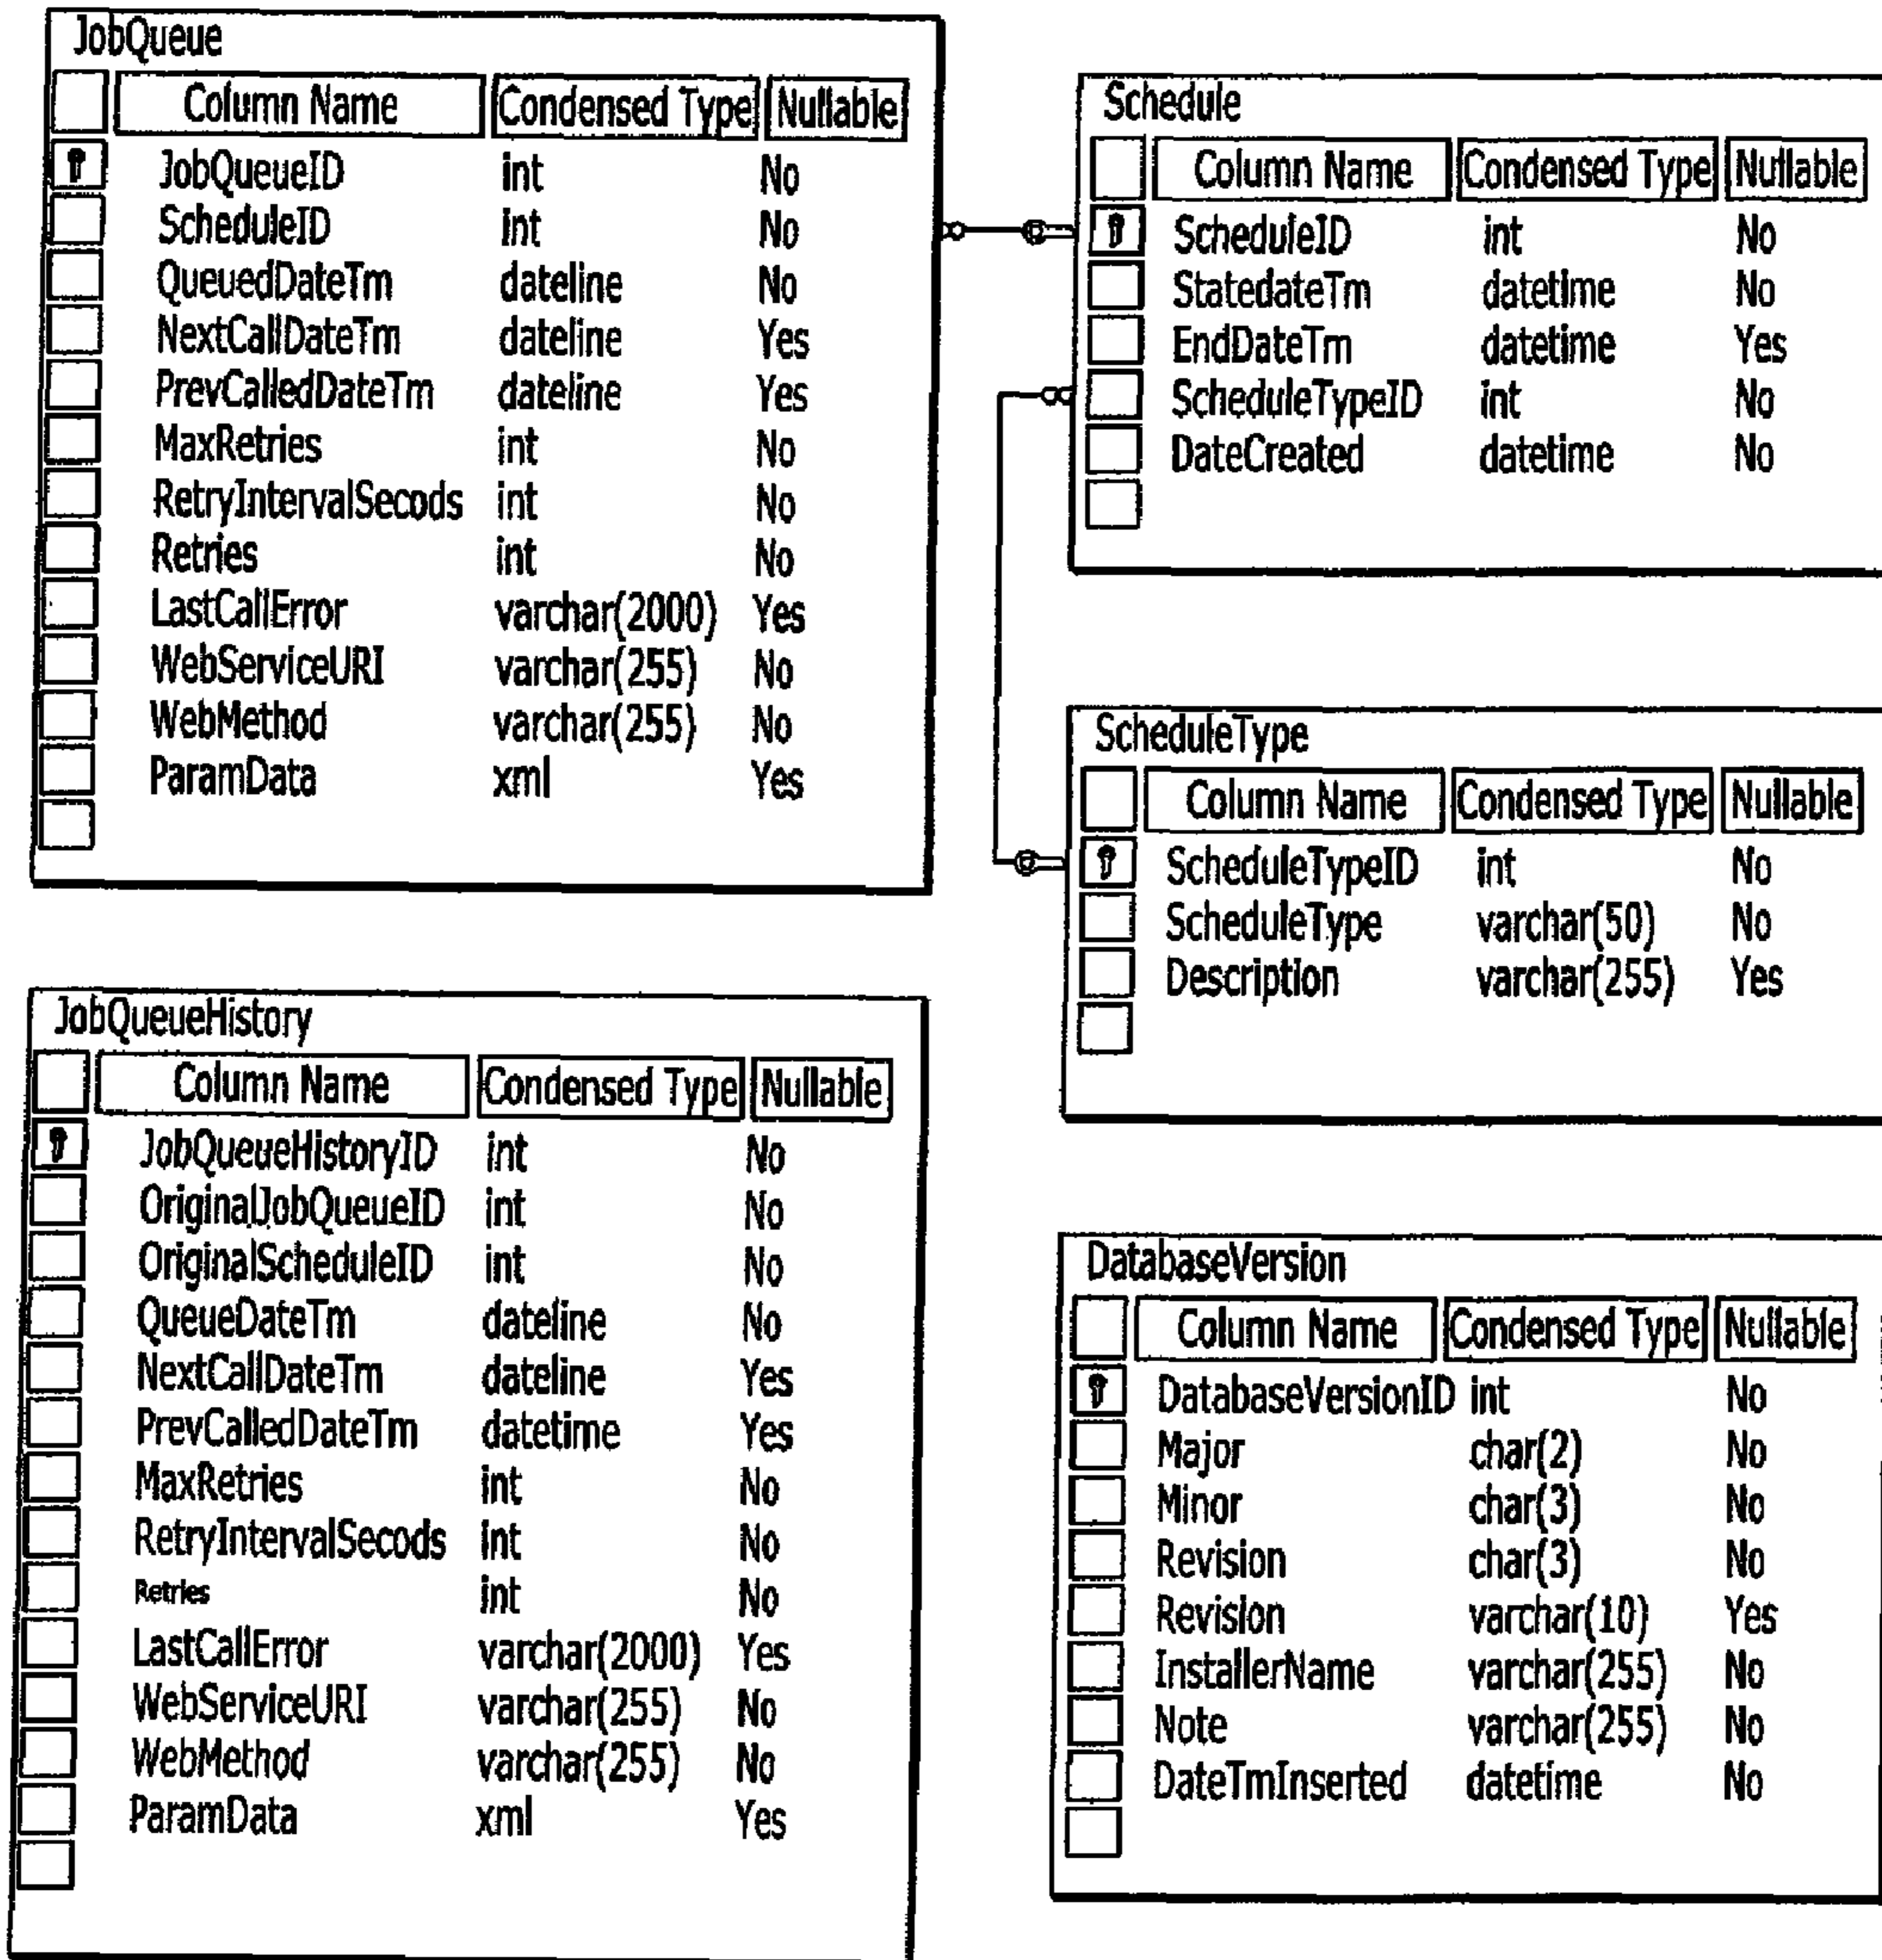 JobQueue
Column Name Condensed Type Nullable
JobQueueID int No
ScheduleID int No
QueuedDateTm dateline No
NextCallDateTm dateline Yes
PrevCalledDateTm dateline Yes
MaxRetries int No
RetryIntervalSecods int No
Retries int No
LastCallError varchar(2000) Yes
WebServiceURI varchar(255) No
WebMethod varchar(255) No
ParamData xml Yes
Schedule
Column Name Condensed Type Nullable
ScheduleID int No
StatedateTm datetime No
EndDateTm datetime Yes
ScheduleTypeID int No
DateCreated datetime No
ScheduleType
Column Name Condensed Type Nullable
ScheduleTypeID int No
ScheduleType varchar(50) No
Description varchar(255) Yes
JobQueueHistory
Column Name Condensed Type Nullable
JobQueueHistoryID int No
OriginalJobQueueID int No
OriginalScheduleID int No
QueueDateTm dateline No
NextCallDateTm dateline Yes
PrevCalledDateTm datetime Yes
MaxRetries int No
RetryIntervalSecods int No
Retries int No
LastCallError varchar(2000) Yes
WebServiceURI varchar(255) No
WebMethod varchar(255) No
ParamData xml Yes
DatabaseVersion
Column Name Condensed Type Nullable
DatabaseVersionID int No
Major char(2) No
Minor char(3) No
Revision char(3) No
Revision varchar(10) Yes
InstallerName varchar(255) No
Note varchar(255) No
DateTmInserted datetime No